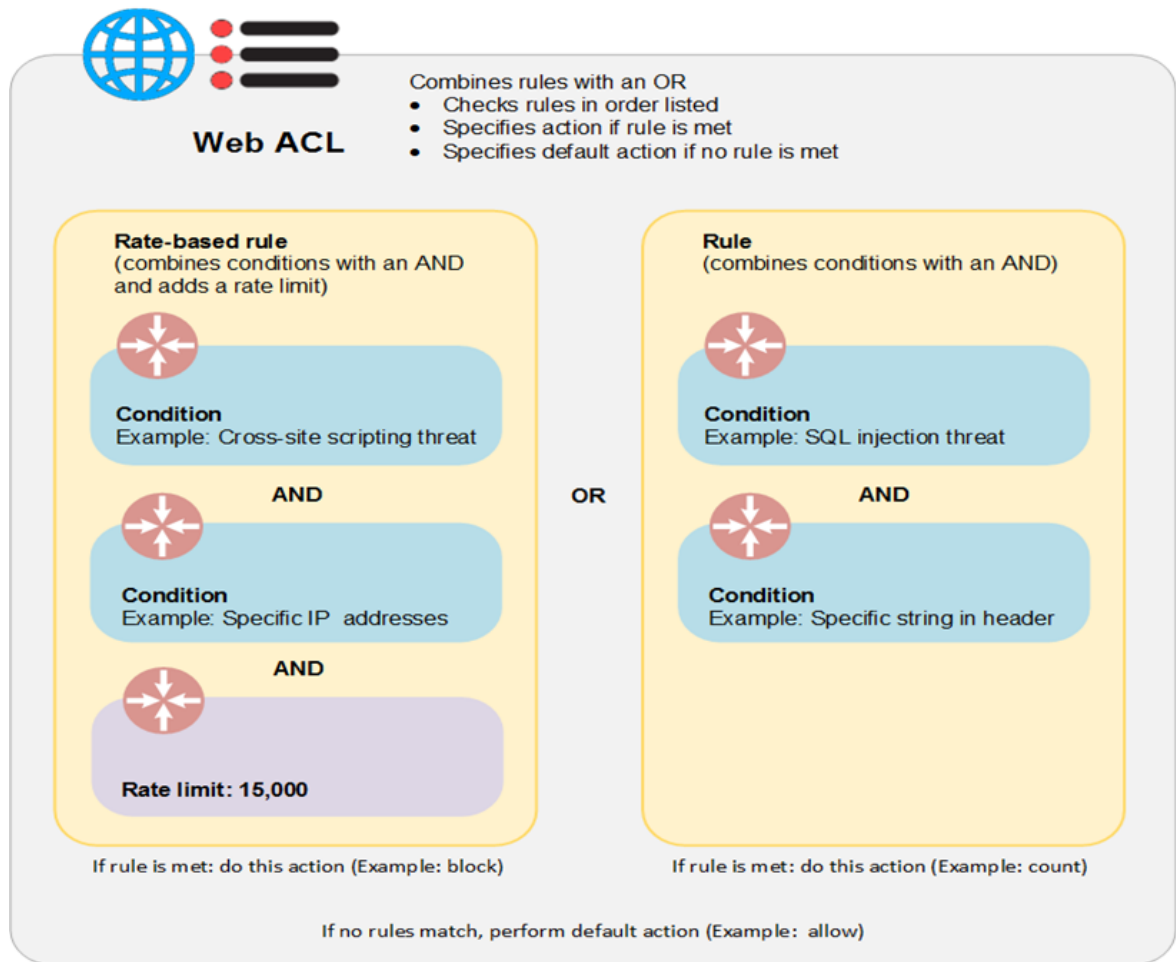 Web ACL
Combines rules with an OR
• Checks rules in order listed
• Specifies action if rule is met
• Specifies default action if no rule is met
Rate-based rule
(combines conditions with an AND
and adds a rate limit)
Condition
Example: Cross-site scripting threat
AND
Condition
Example: Specific IP addresses
AND
Rate limit: 15,000
If rule is met: do this action (Example: block)
OR
Rule
(combines conditions with an AND)
Condition
Example: SQL injection threat
AND
Condition
Example: Specific string in header
If rule is met: do this action (Example: count)
If no rules match, perform default action (Example: allow)